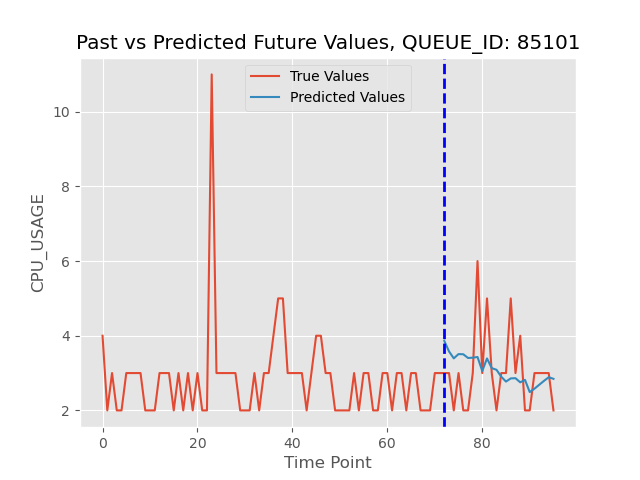 Past vs Predicted Future Values, QUEUE_ID: 85101
True Values
Predicted Values
10
8
6
4
2
CPU_USAGE
0 20 40 60 80
Time Point